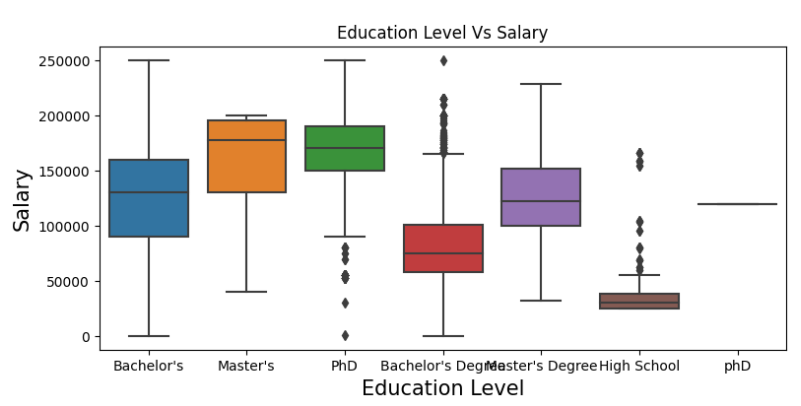 Education Level Vs Salary
250000
200000
150000
100000
50000
0
Salary
Bachelor's Master's PhD Bachelor's Degree Master's Degree High School phD
Education Level